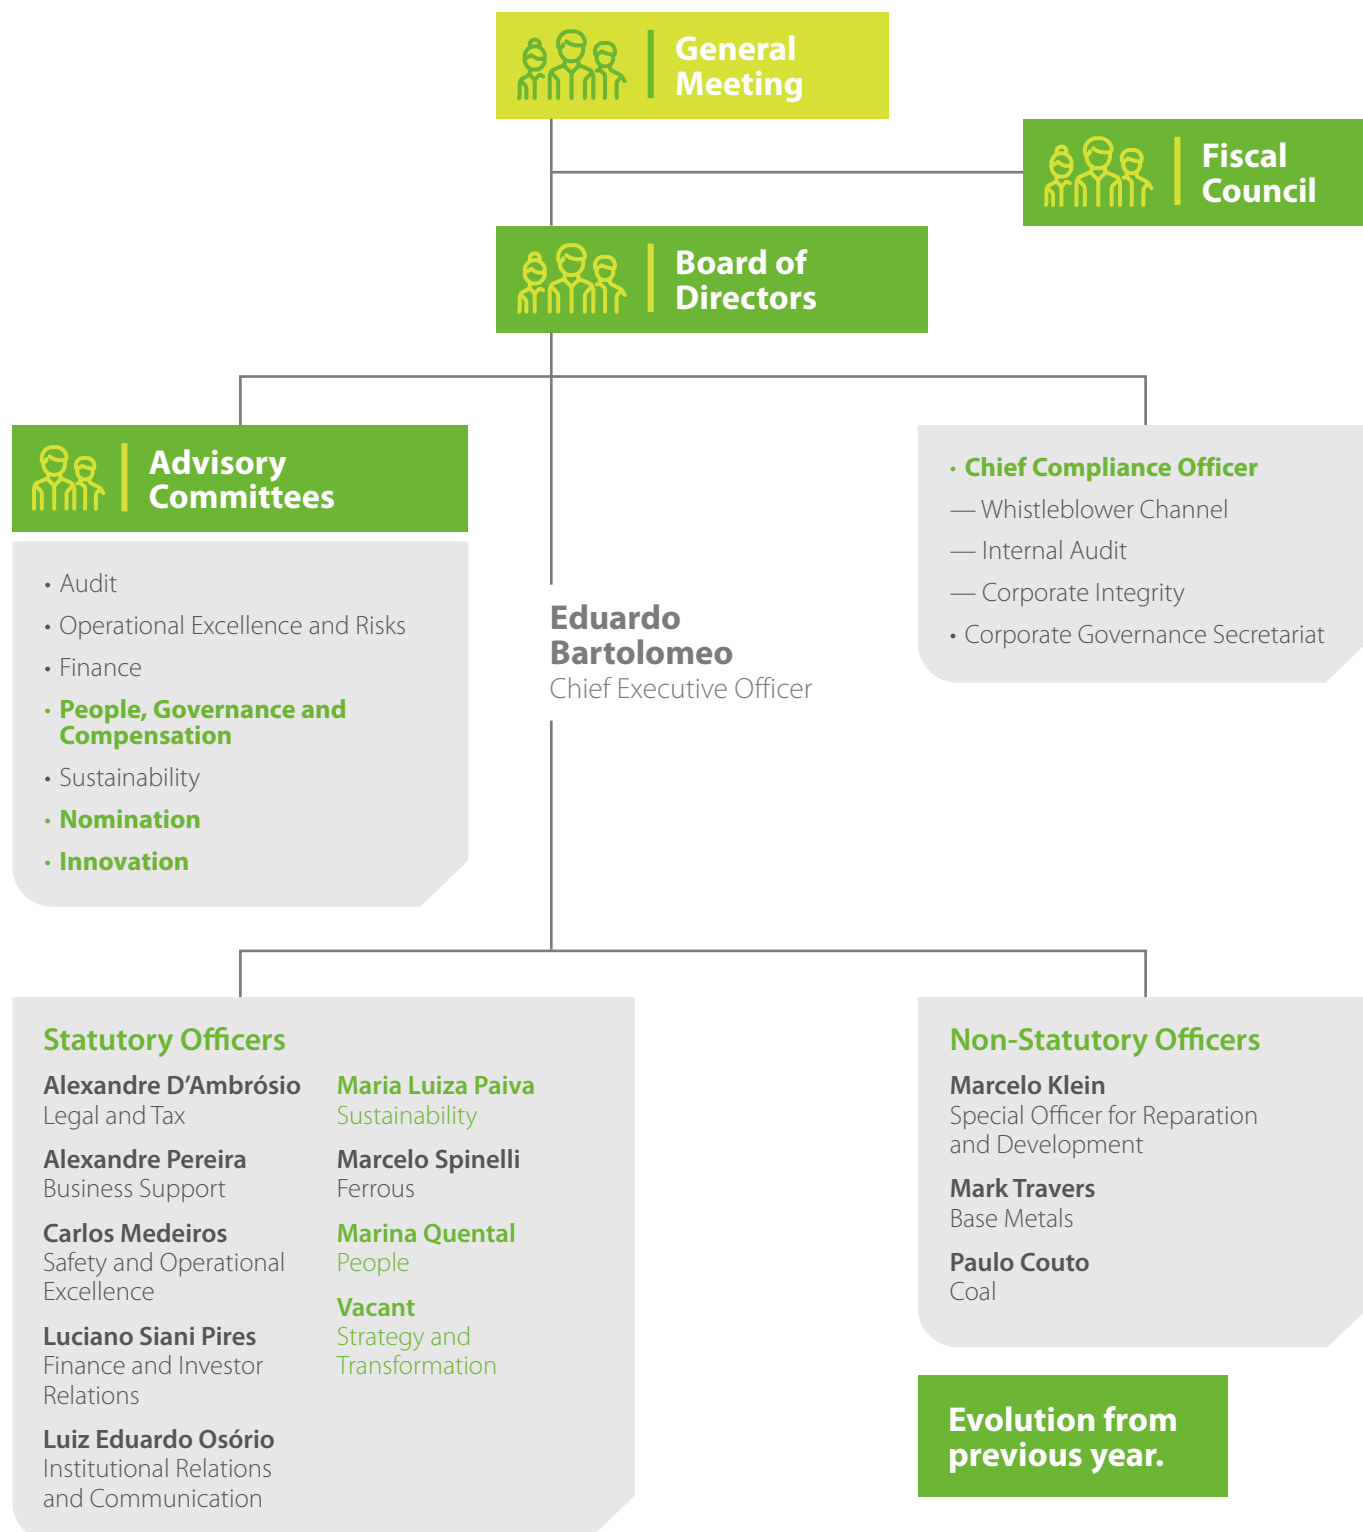 General
Meeting
Fiscal
Council
Board of
Directors
Advisory
Committees
• Audit
• Operational Excellence and Risks
• Finance
• People, Governance and
Compensation
• Sustainability
• Nomination
• Innovation
Eduardo
Bartolomeo
Chief Executive Officer
• Chief Compliance Officer
— Whistleblower Channel
— Internal Audit
— Corporate Integrity
• Corporate Governance Secretariat
Statutory Officers
Alexandre D’Ambrósio
Legal and Tax
Alexandre Pereira
Business Support
Carlos Medeiros
Safety and Operational
Excellence
Luciano Siani Pires
Finance and Investor
Relations
Luiz Eduardo Osório
Institutional Relations
and Communication
Maria Luiza Paiva
Sustainability
Marcelo Spinelli
Ferrous
Marina Quental
People
Vacant
Strategy and
Transformation
Non-Statutory Officers
Marcelo Klein
Special Officer for Reparation
and Development
Mark Travers
Base Metals
Paulo Couto
Coal
Evolution from
previous year.